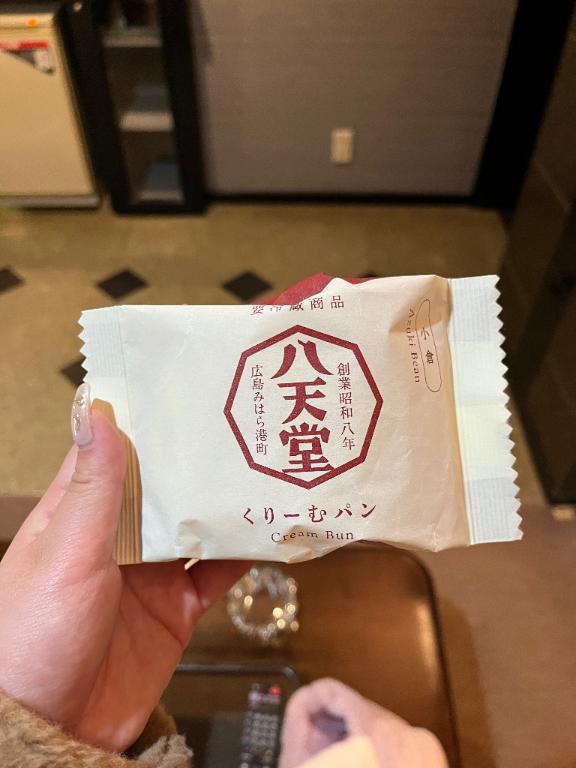 要冷蔵商品
小倉
Azuki Bean
創業昭和八年
八天堂
広島みはら港町
くりーむパン
Cream Bun